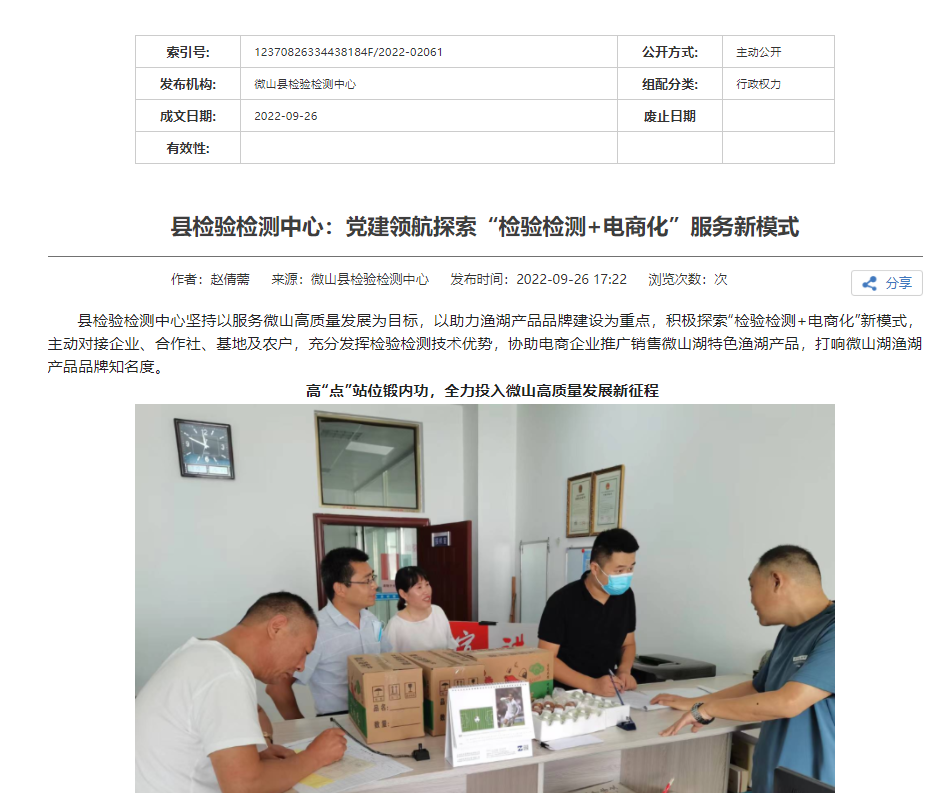 索引号: 12370826334438184F/2022-02061 公开方式: 主动公开
发布机构: 微山县检验检测中心 组配分类: 行政权力
成文日期: 2022-09-26 废止日期
有效性:
县检验检测中心：党建领航探索“检验检测+电商化”服务新模式
作者：赵倩薷 来源：微山县检验检测中心 发布时间：2022-09-26 17:22 浏览次数：次
分享
县检验检测中心坚持以服务微山高质量发展为目标，以助力渔湖产品品牌建设为重点，积极探索“检验检测+电商化”新模式，
主动对接企业、合作社、基地及农户，充分发挥检验检测技术优势，协助电商企业推广销售微山湖特色渔湖产品，打响微山湖渔湖
产品品牌知名度。
高“点”站位锻内功，全力投入微山高质量发展新征程